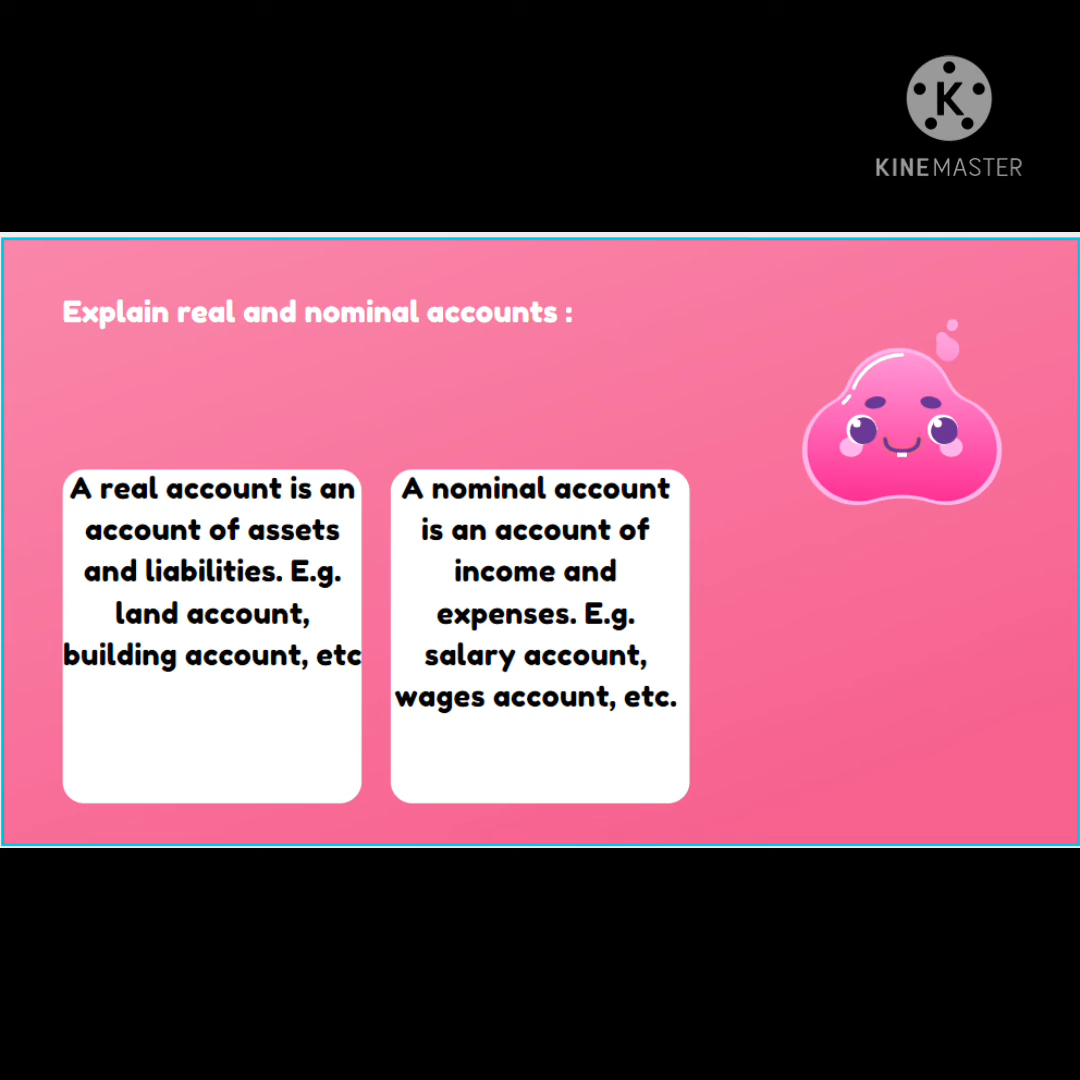 K
KINEMASTER
Explain real and nominal accounts :
A real account is an
account of assets
and liabilities. E.g.
land account,
building account, etc
A nominal account
is an account of
income and
expenses. E.g.
salary account,
wages account, etc.